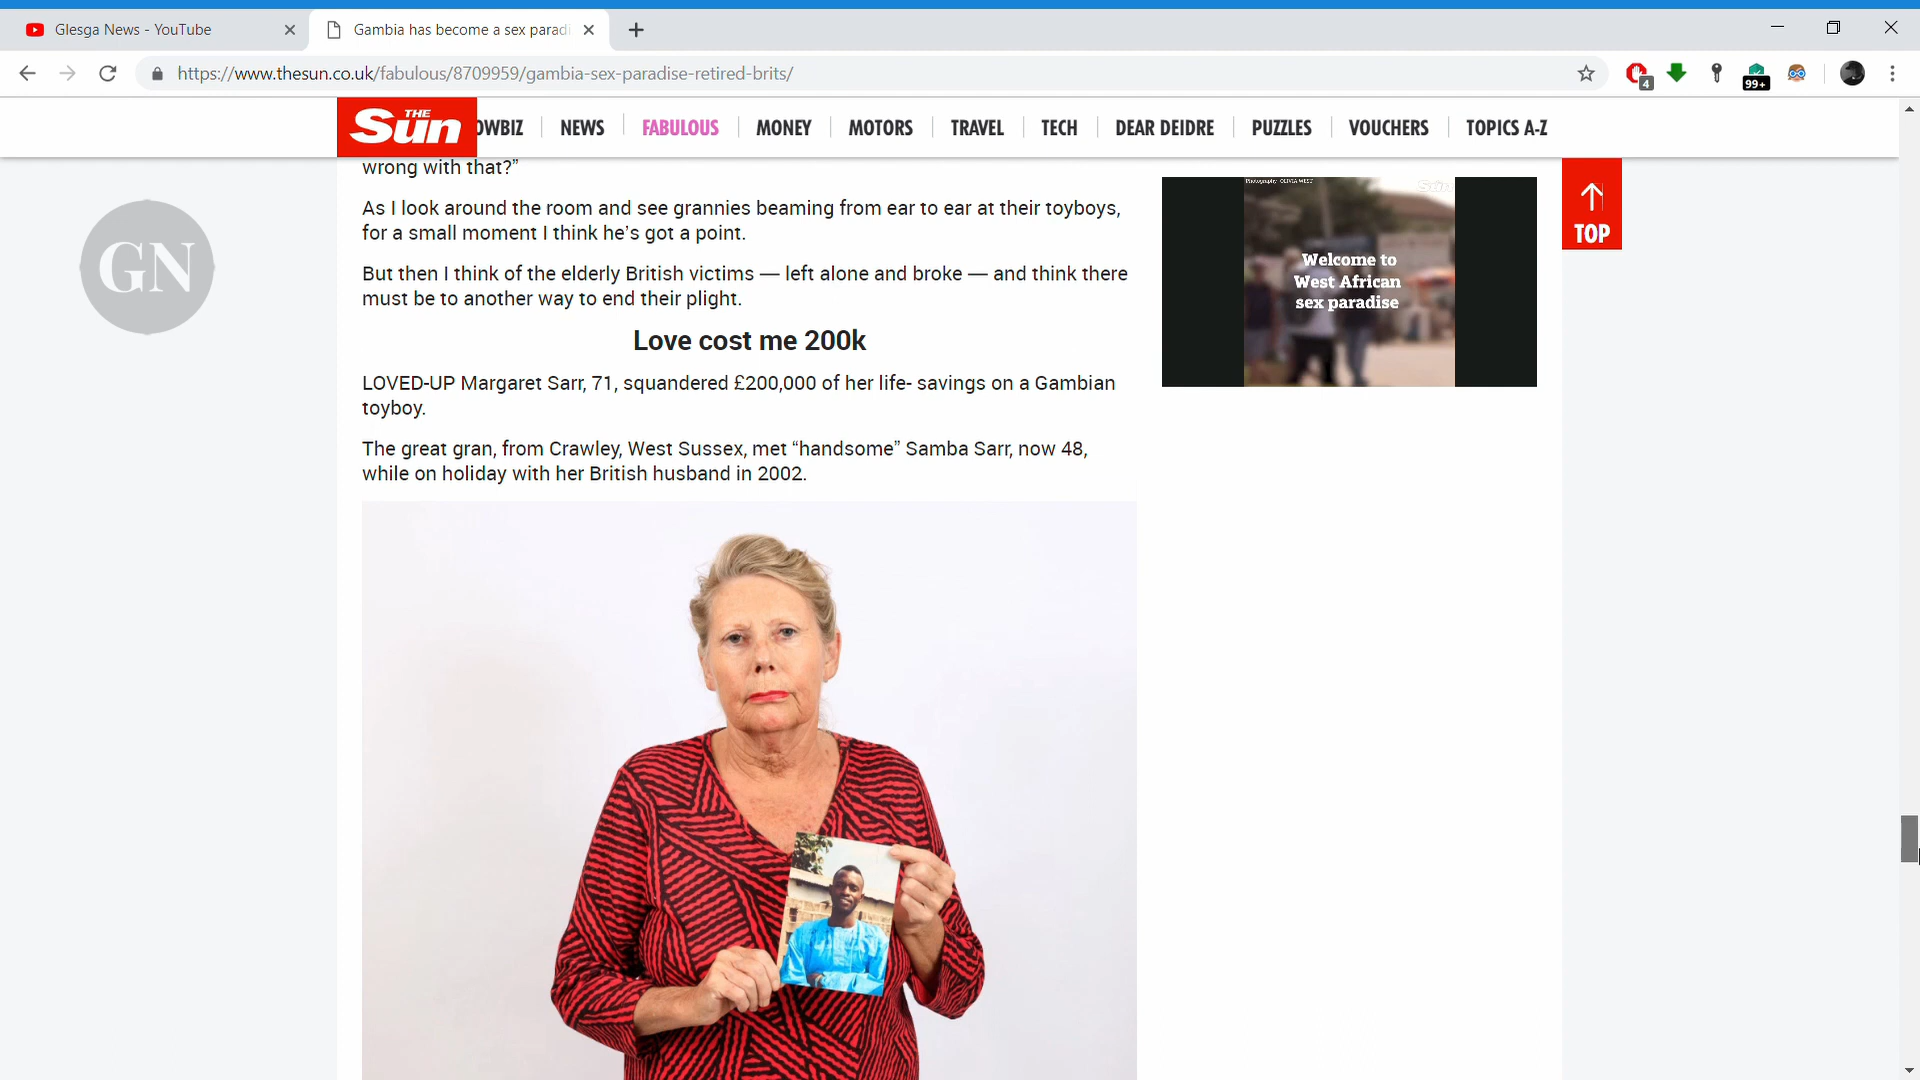 Glesga News - YouTube
Gambia has become a sex paradi
https://www.thesun.co.uk/fabulous/8709959/gambia-sex-paradise-retired-brits/
4
99+
THE
Sun
OWBIZ
NEWS
FABULOUS
MONEY
MOTORS
TRAVEL
TECH
DEAR DEIDRE
PUZZLES
VOUCHERS
TOPICS A-Z
GN
wrong with that?”
As I look around the room and see grannies beaming from ear to ear at their toyboys,
for a small moment I think he’s got a point.
But then I think of the elderly British victims — left alone and broke — and think there
must be to another way to end their plight.
Love cost me 200k
LOVED-UP Margaret Sarr, 71, squandered £200,000 of her life- savings on a Gambian
toyboy.
The great gran, from Crawley, West Sussex, met “handsome” Samba Sarr, now 48,
while on holiday with her British husband in 2002.
Photography OLIVIA WEST
Sun
Welcome to
West African
sex paradise
TOP